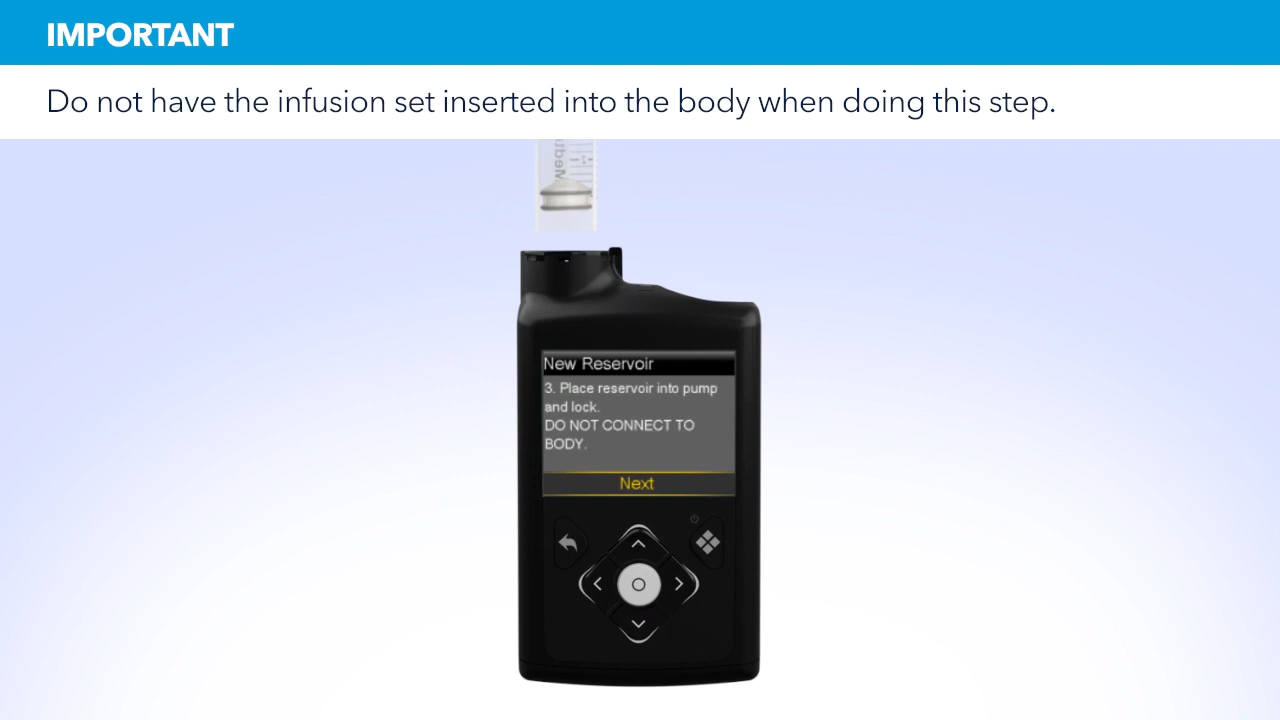 IMPORTANT
Do not have the infusion set inserted into the body when doing this step.
New Reservoir
3. Place reservoir into pump
and lock.
DO NOT CONNECT TO
BODY.
Next